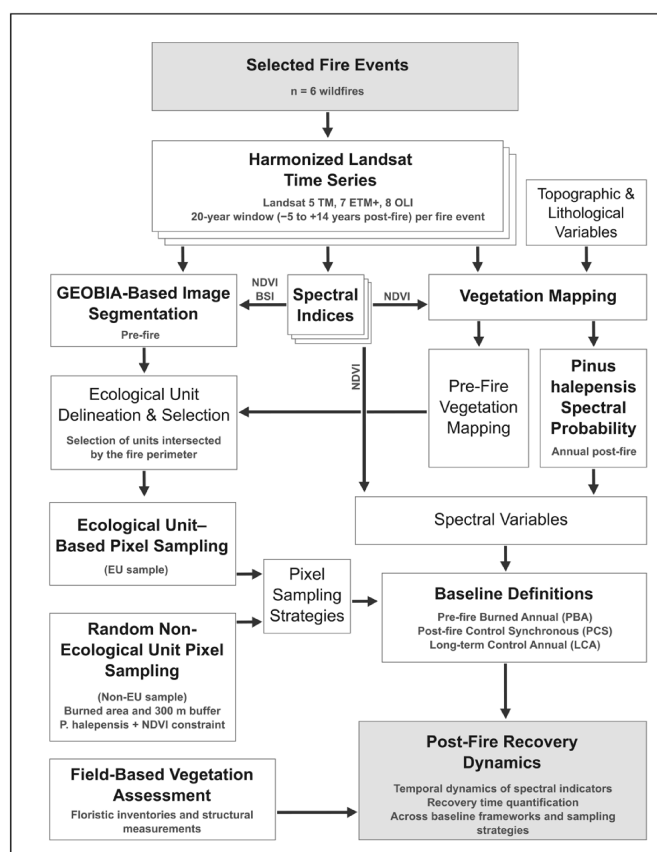 Selected Fire Events
n = 6 wildfires
Harmonized Landsat
Time Series
Landsat 5 TM, 7 ETM+, 8 OLI
20-year window (−5 to +14 years post-fire) per fire event
Topographic &
Lithological
Variables
GEOBIA-Based Image
Segmentation
Pre-fire
NDVI
BSI
Spectral
Indices
NDVI
Vegetation Mapping
NDVI
Ecological Unit
Delineation & Selection
Selection of units intersected
by the fire perimeter
Pre-Fire
Vegetation
Mapping
Pinus
halepensis
Spectral
Probability
Annual post-fire
Ecological Unit–
Based Pixel Sampling
(EU sample)
Spectral Variables
Pixel
Sampling
Strategies
Baseline Definitions
Pre-fire Burned Annual (PBA)
Post-fire Control Synchronous (PCS)
Long-term Control Annual (LCA)
Random Non-
Ecological Unit Pixel
Sampling
(Non-EU sample)
Burned area and 300 m buffer
P. halepensis + NDVI constraint
Field-Based Vegetation
Assessment
Floristic inventories and structural
measurements
Post-Fire Recovery
Dynamics
Temporal dynamics of spectral indicators
Recovery time quantification
Across baseline frameworks and sampling
strategies